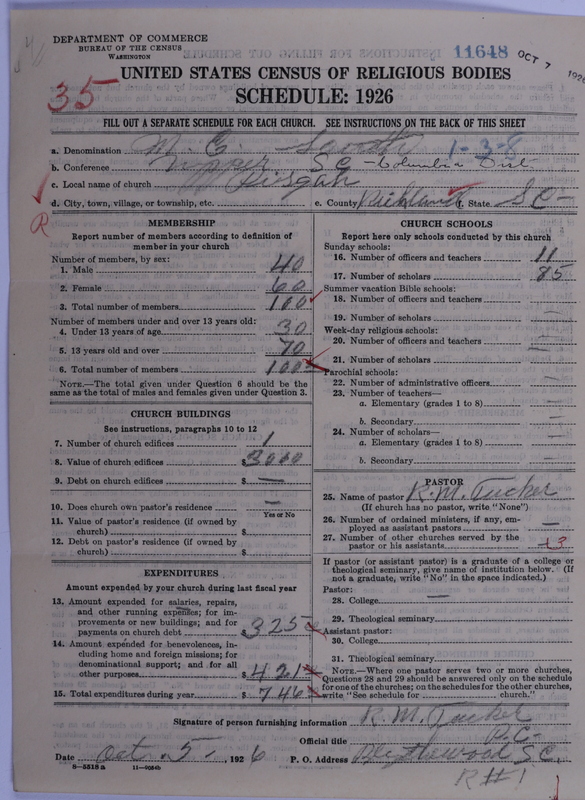 DEPARTMENT OF COMMERCE
BUREAU OF THE CENSUS
WASHINGTON
11648 OCT 7 1926
35
UNITED STATES CENSUS OF RELIGIOUS BODIES
SCHEDULE: 1926
FILL OUT A SEPARATE SCHEDULE FOR EACH CHURCH. SEE INSTRUCTIONS ON THE BACK OF THIS SHEET
a. Denomination M. E. South 1-3-8
b. Conference Upper S C - Columbia Dist
c. Local name of church Pisgah
d. City, town, village, or township, etc. e. County Richland f. State. S C -
R
MEMBERSHIP
Report number of members according to definition of member in your church
Number of members, by sex:
1. Male 40
2. Female 60
3. Total number of members 100
Number of members under and over 13 years old:
4. Under 13 years of age 30
5. 13 years old and over 70
6. Total number of members 100
NOTE.—The total given under Question 6 should be the
same as the total of males and females given under Question 3.
CHURCH BUILDINGS
See instructions, paragraphs 10 to 12
7. Number of church edifices 1
8. Value of church edifices $3000
9. Debt on church edifices $ —
10. Does church own pastor's residence —
Yes or No
11. Value of pastor's residence (if owned by
church) $
12. Debt on pastor's residence (if owned by
church) $
EXPENDITURES
Amount expended by your church during last fiscal year
13. Amount expended for salaries, repairs,
and other running expenses; for im-
provements or new buildings; and for
payments on church debt $325
14. Amount expended for benevolences, in-
cluding home and foreign missions; for
denominational support; and for all
other purposes $421
15. Total expenditures during year $746
CHURCH SCHOOLS
Report here only schools conducted by this church
Sunday schools:
16. Number of officers and teachers 11
17. Number of scholars 85
Summer vacation Bible schools:
18. Number of officers and teachers
19. Number of scholars —
Week-day religious schools:
20. Number of officers and teachers —
21. Number of scholars —
Parochial schools:
22. Number of administrative officers
23. Number of teachers—
a. Elementary (grades 1 to 8)
b. Secondary
24. Number of scholars—
a. Elementary (grades 1 to 8)
b. Secondary
PASTOR
25. Name of pastor R. M. Tucker
(If church has no pastor, write "None")
26. Number of ordained ministers, if any, em-
ployed as assistant pastors —
27. Number of other churches served by the
pastor or his assistants 3
If pastor (or assistant pastor) is a graduate of a college or
theological seminary, give name of institution below. (If
not a graduate, write "No" in the space indicated.)
Pastor:
28. College —
29. Theological seminary
Assistant pastor:
30. College
31. Theological seminary
NOTE.—Where one pastor serves two or more churches,
Questions 28 and 29 should be answered only on the schedule
for one of the churches; on the schedules for the other churches,
write "See schedule for church."
Signature of person furnishing information R. M. Tucker
Official title P. C-
Date Oct. 5-, 1926 P. O. Address Blythewood S C,
R#1
8-5518a 11-9054b